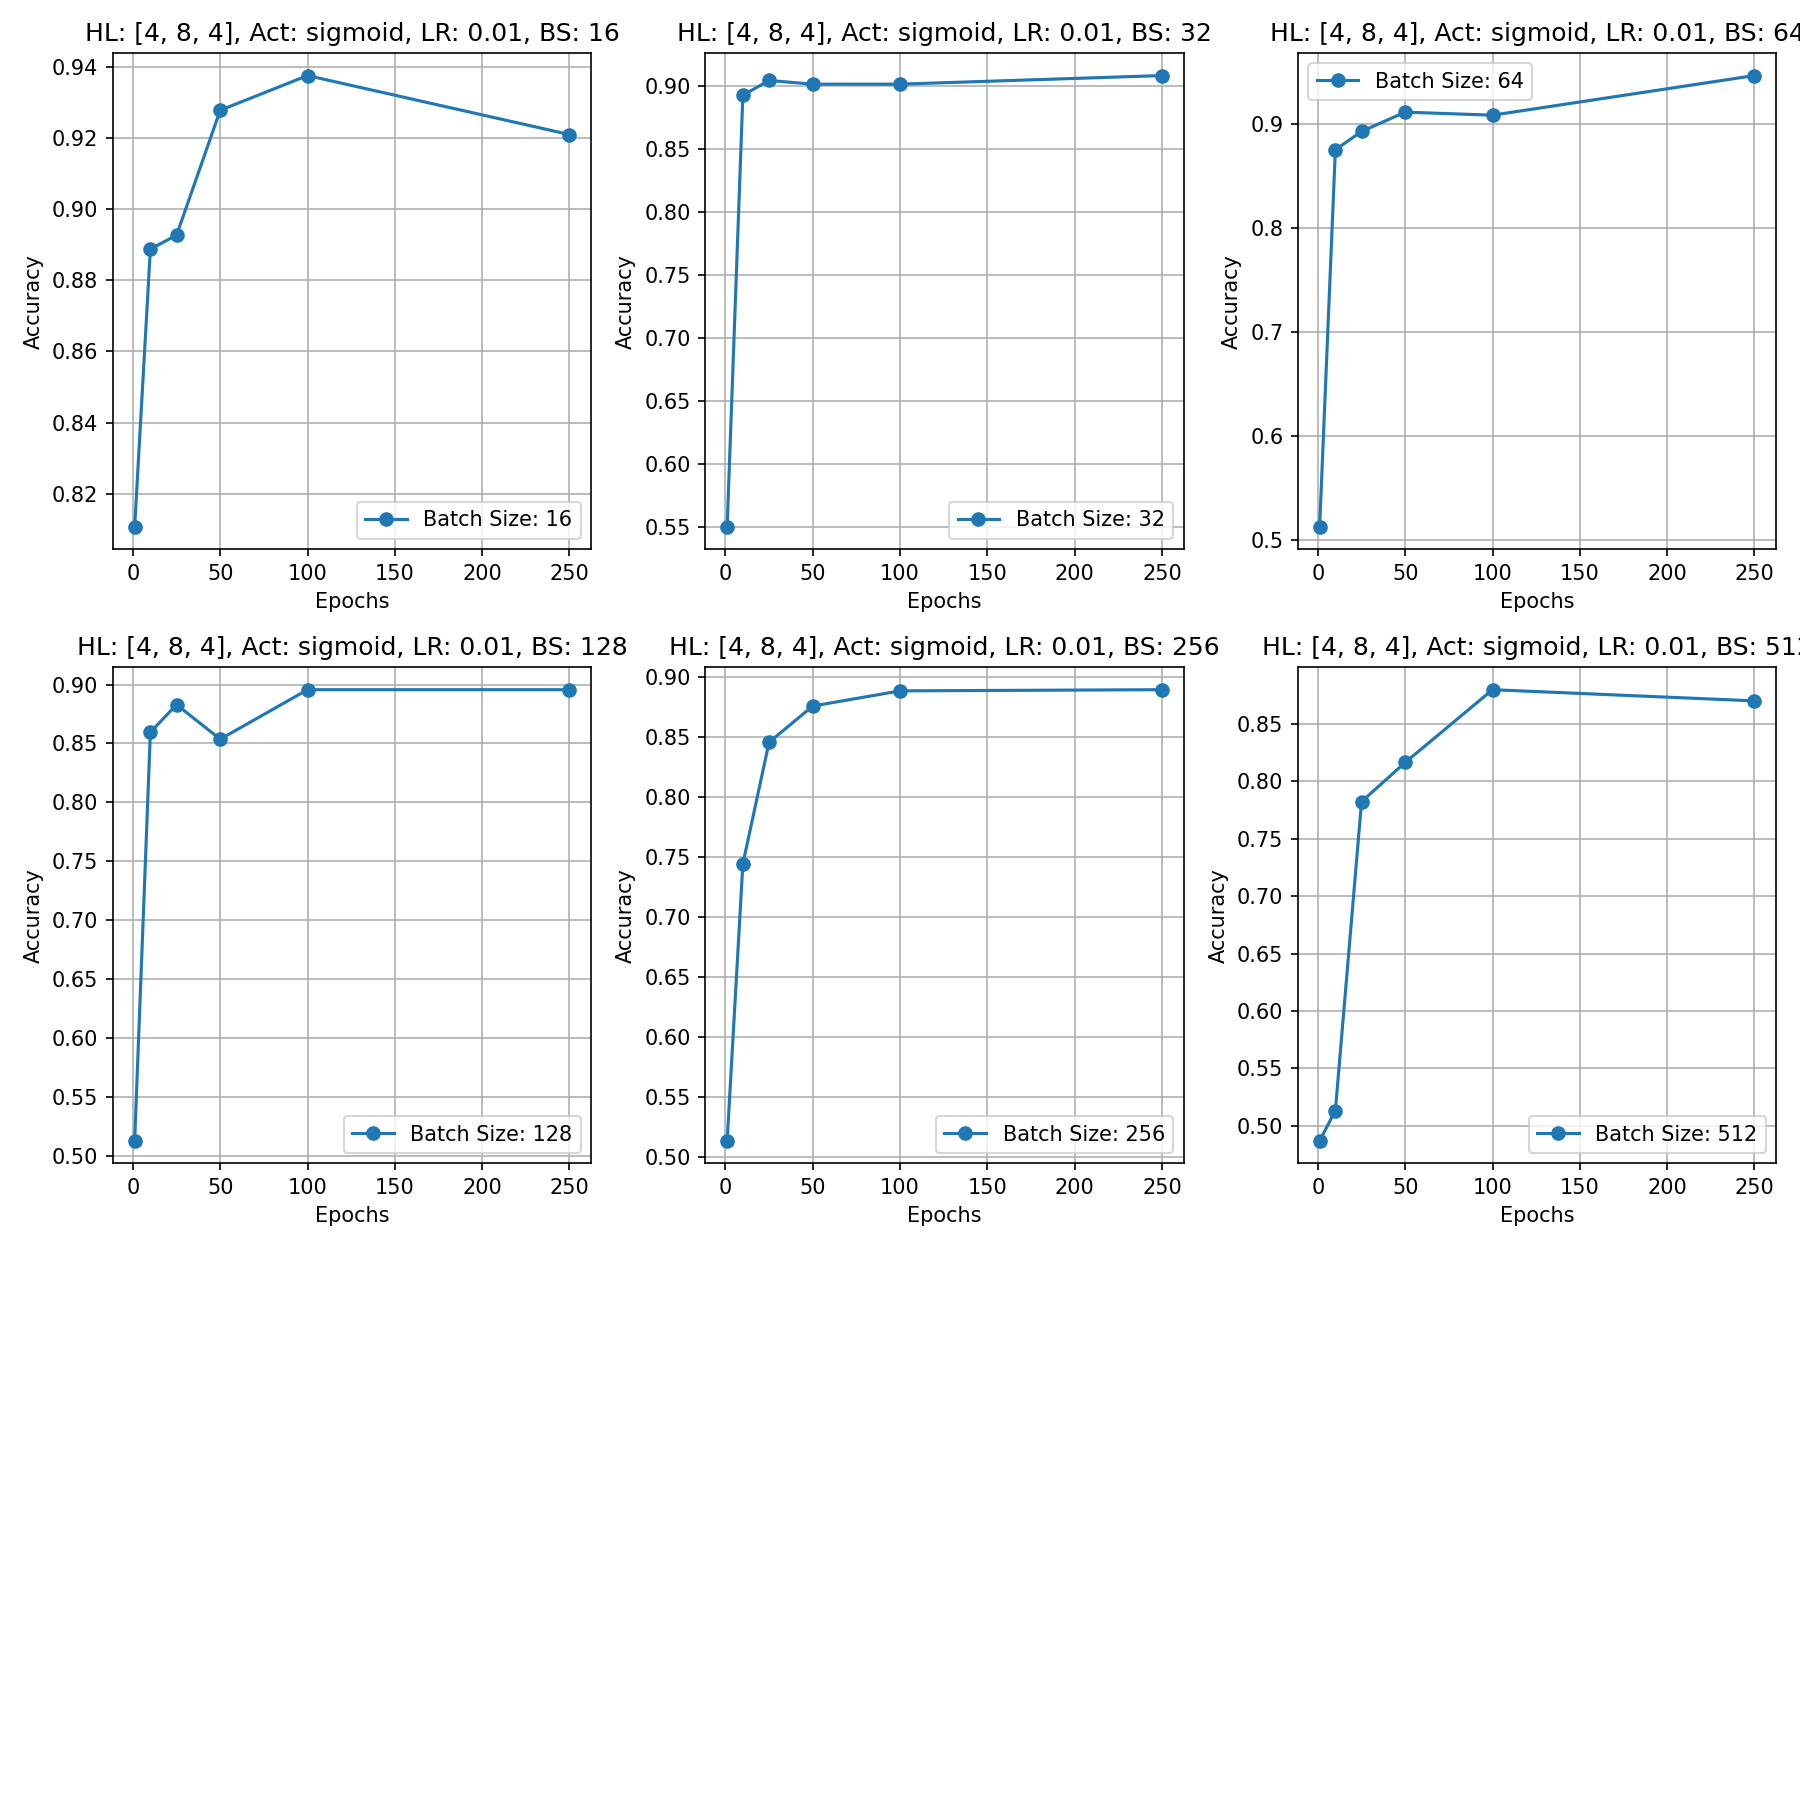 HL: [4, 8, 4], Act: sigmoid, LR: 0.01, BS: 16
0.94
0.92
0.90
0.88
0.86
0.84
0.82
Accuracy
Batch Size: 16
0 50 100 150 200 250
Epochs
HL: [4, 8, 4], Act: sigmoid, LR: 0.01, BS: 32
0.90
0.85
0.80
0.75
0.70
0.65
0.60
0.55
Accuracy
Batch Size: 32
0 50 100 150 200 250
Epochs
HL: [4, 8, 4], Act: sigmoid, LR: 0.01, BS: 64
Batch Size: 64
0.9
0.8
0.7
0.6
0.5
Accuracy
0 50 100 150 200 250
Epochs
HL: [4, 8, 4], Act: sigmoid, LR: 0.01, BS: 128
0.90
0.85
0.80
0.75
0.70
0.65
0.60
0.55
0.50
Accuracy
Batch Size: 128
0 50 100 150 200 250
Epochs
HL: [4, 8, 4], Act: sigmoid, LR: 0.01, BS: 256
0.90
0.85
0.80
0.75
0.70
0.65
0.60
0.55
0.50
Accuracy
Batch Size: 256
0 50 100 150 200 250
Epochs
HL: [4, 8, 4], Act: sigmoid, LR: 0.01, BS: 512
0.85
0.80
0.75
0.70
0.65
0.60
0.55
0.50
Accuracy
Batch Size: 512
0 50 100 150 200 250
Epochs